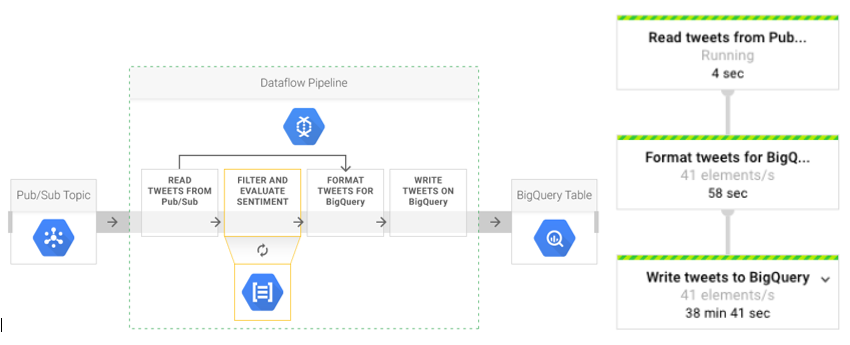 Dataflow Pipeline
Pub/Sub Topic
READ
TWEETS FROM
Pub/Sub
FILTER AND
EVALUATE
SENTIMENT
FORMAT
TWEETS FOR
BigQuery
WRITE
TWEETS ON
BigQuery
BigQuery Table
Read tweets from Pub...
Running
4 sec
Format tweets for BigQ...
41 elements/s
58 sec
Write tweets to BigQuery
41 elements/s
38 min 41 sec